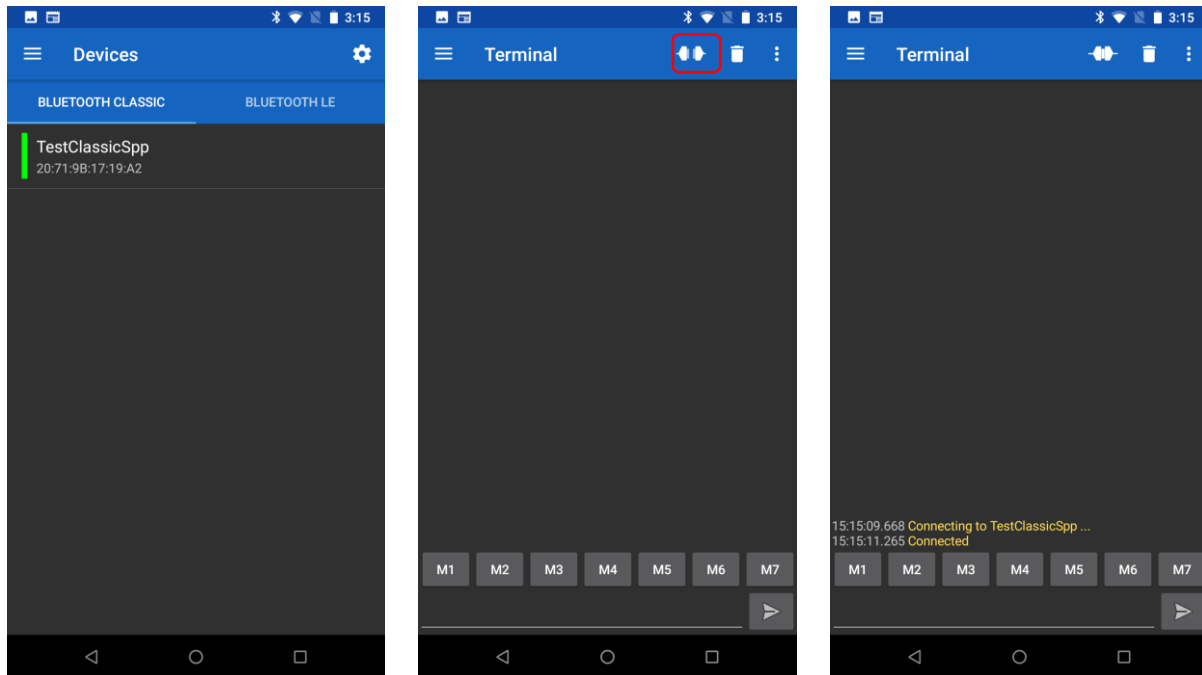 3:15
Devices
BLUETOOTH CLASSIC BLUETOOTH LE
TestClassicSpp
20:71:9B:17:19:A2
3:15
Terminal
M1 M2 M3 M4 M5 M6 M7
3:15
Terminal
15:15:09.668 Connecting to TestClassicSpp ...
15:15:11.265 Connected
M1 M2 M3 M4 M5 M6 M7